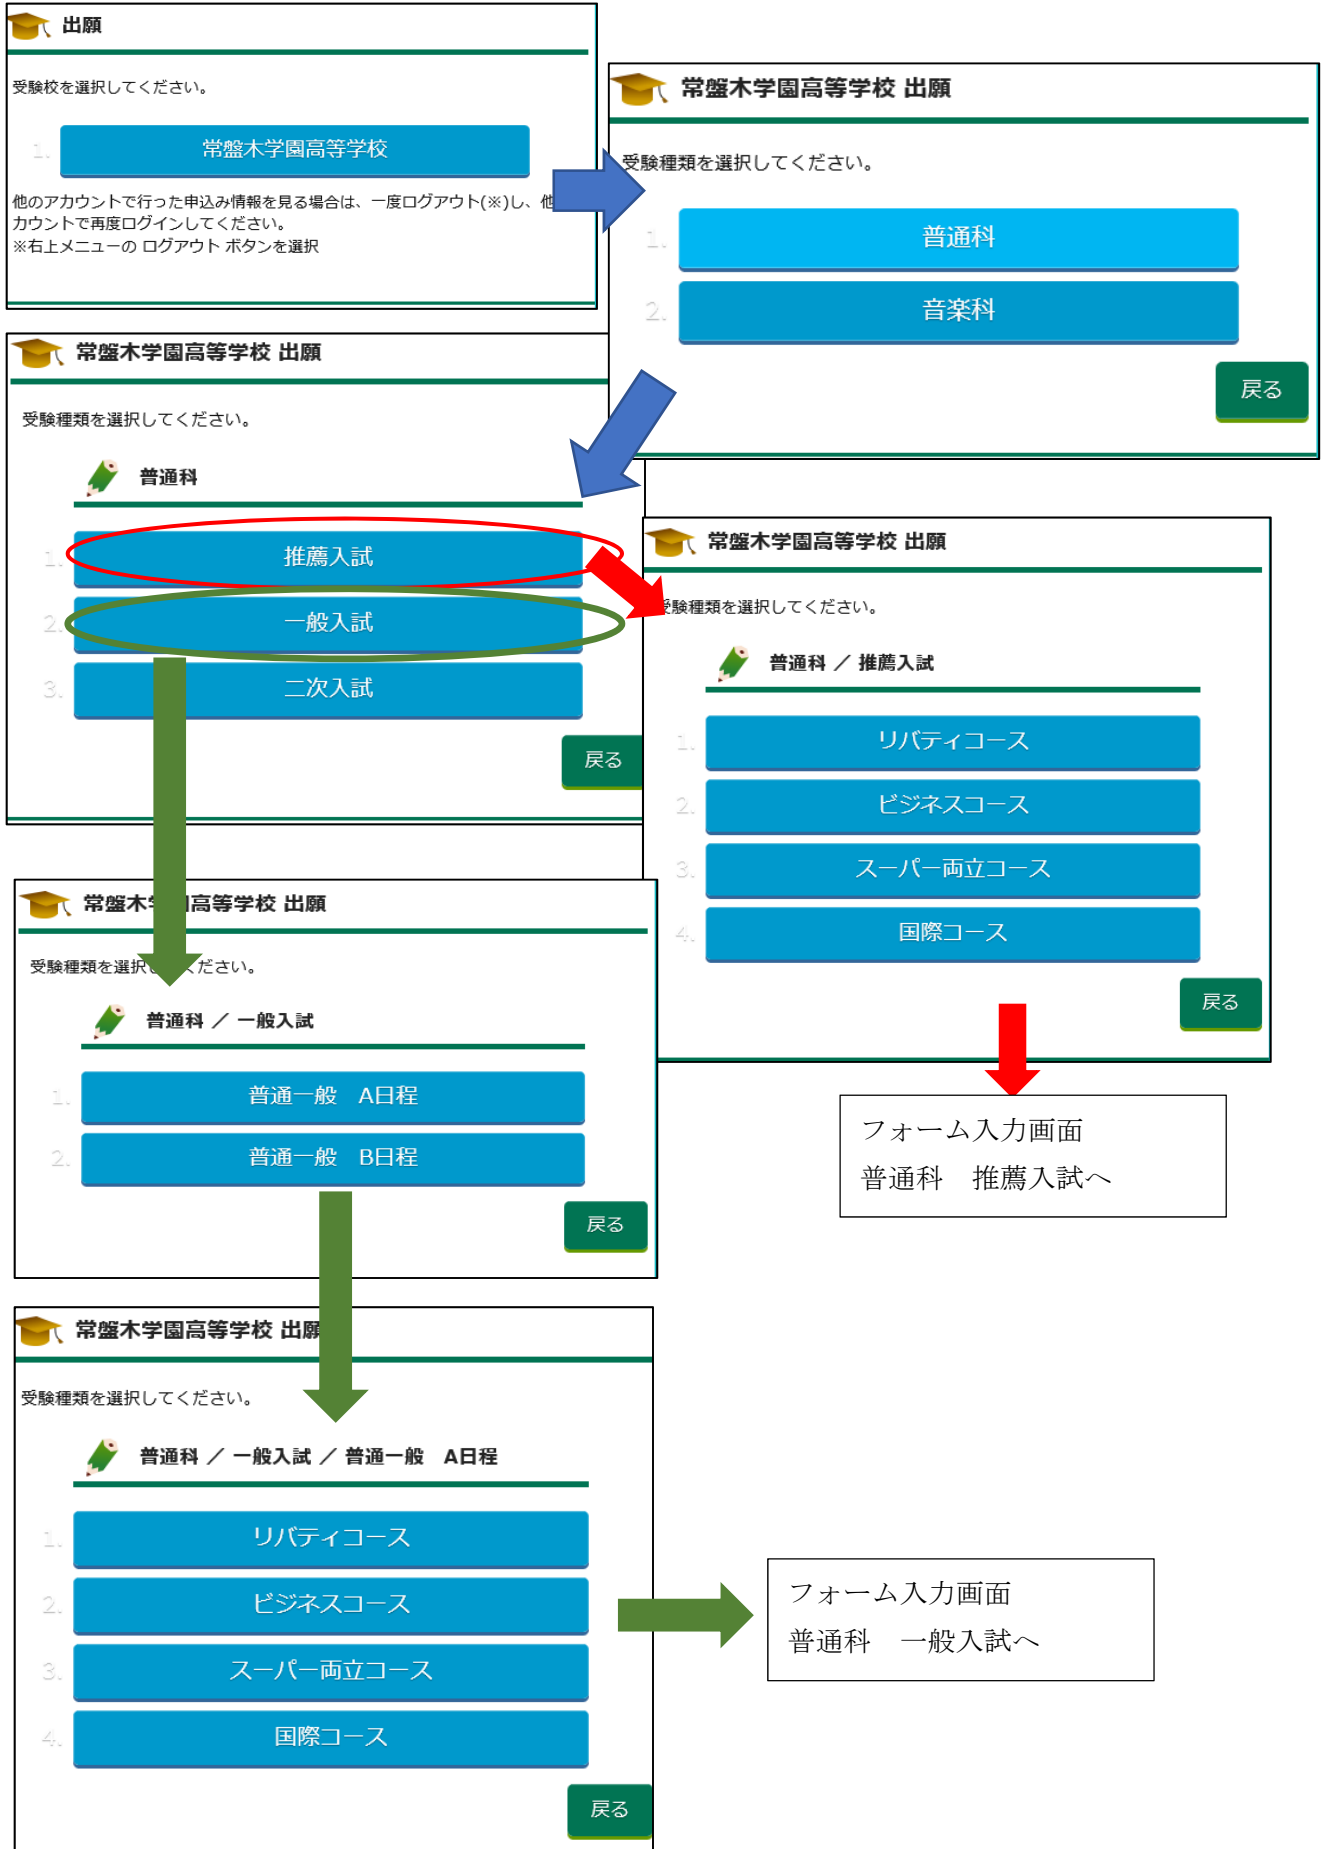 出願
受験校を選択してください。
1. 常盤木学園高等学校
他のアカウントで行った申込み情報を見る場合は、一度ログアウト(※)し、他
カウントで再度ログインしてください。
※右上メニューの ログアウト ボタンを選択
常盤木学園高等学校 出願
受験種類を選択してください。
1. 普通科
2. 音楽科
戻る
常盤木学園高等学校 出願
受験種類を選択してください。
普通科
1. 推薦入試
2. 一般入試
3. 二次入試
戻る
常盤木学園高等学校 出願
受験種類を選択してください。
普通科 ／ 推薦入試
1. リバティコース
2. ビジネスコース
3. スーパー両立コース
4. 国際コース
戻る
フォーム入力画面
普通科　推薦入試へ
常盤木学園高等学校 出願
受験種類を選択してください。
普通科 ／ 一般入試
1. 普通一般　A日程
2. 普通一般　B日程
戻る
常盤木学園高等学校 出願
受験種類を選択してください。
普通科 ／ 一般入試 ／ 普通一般　A日程
1. リバティコース
2. ビジネスコース
3. スーパー両立コース
4. 国際コース
戻る
フォーム入力画面
普通科　一般入試へ